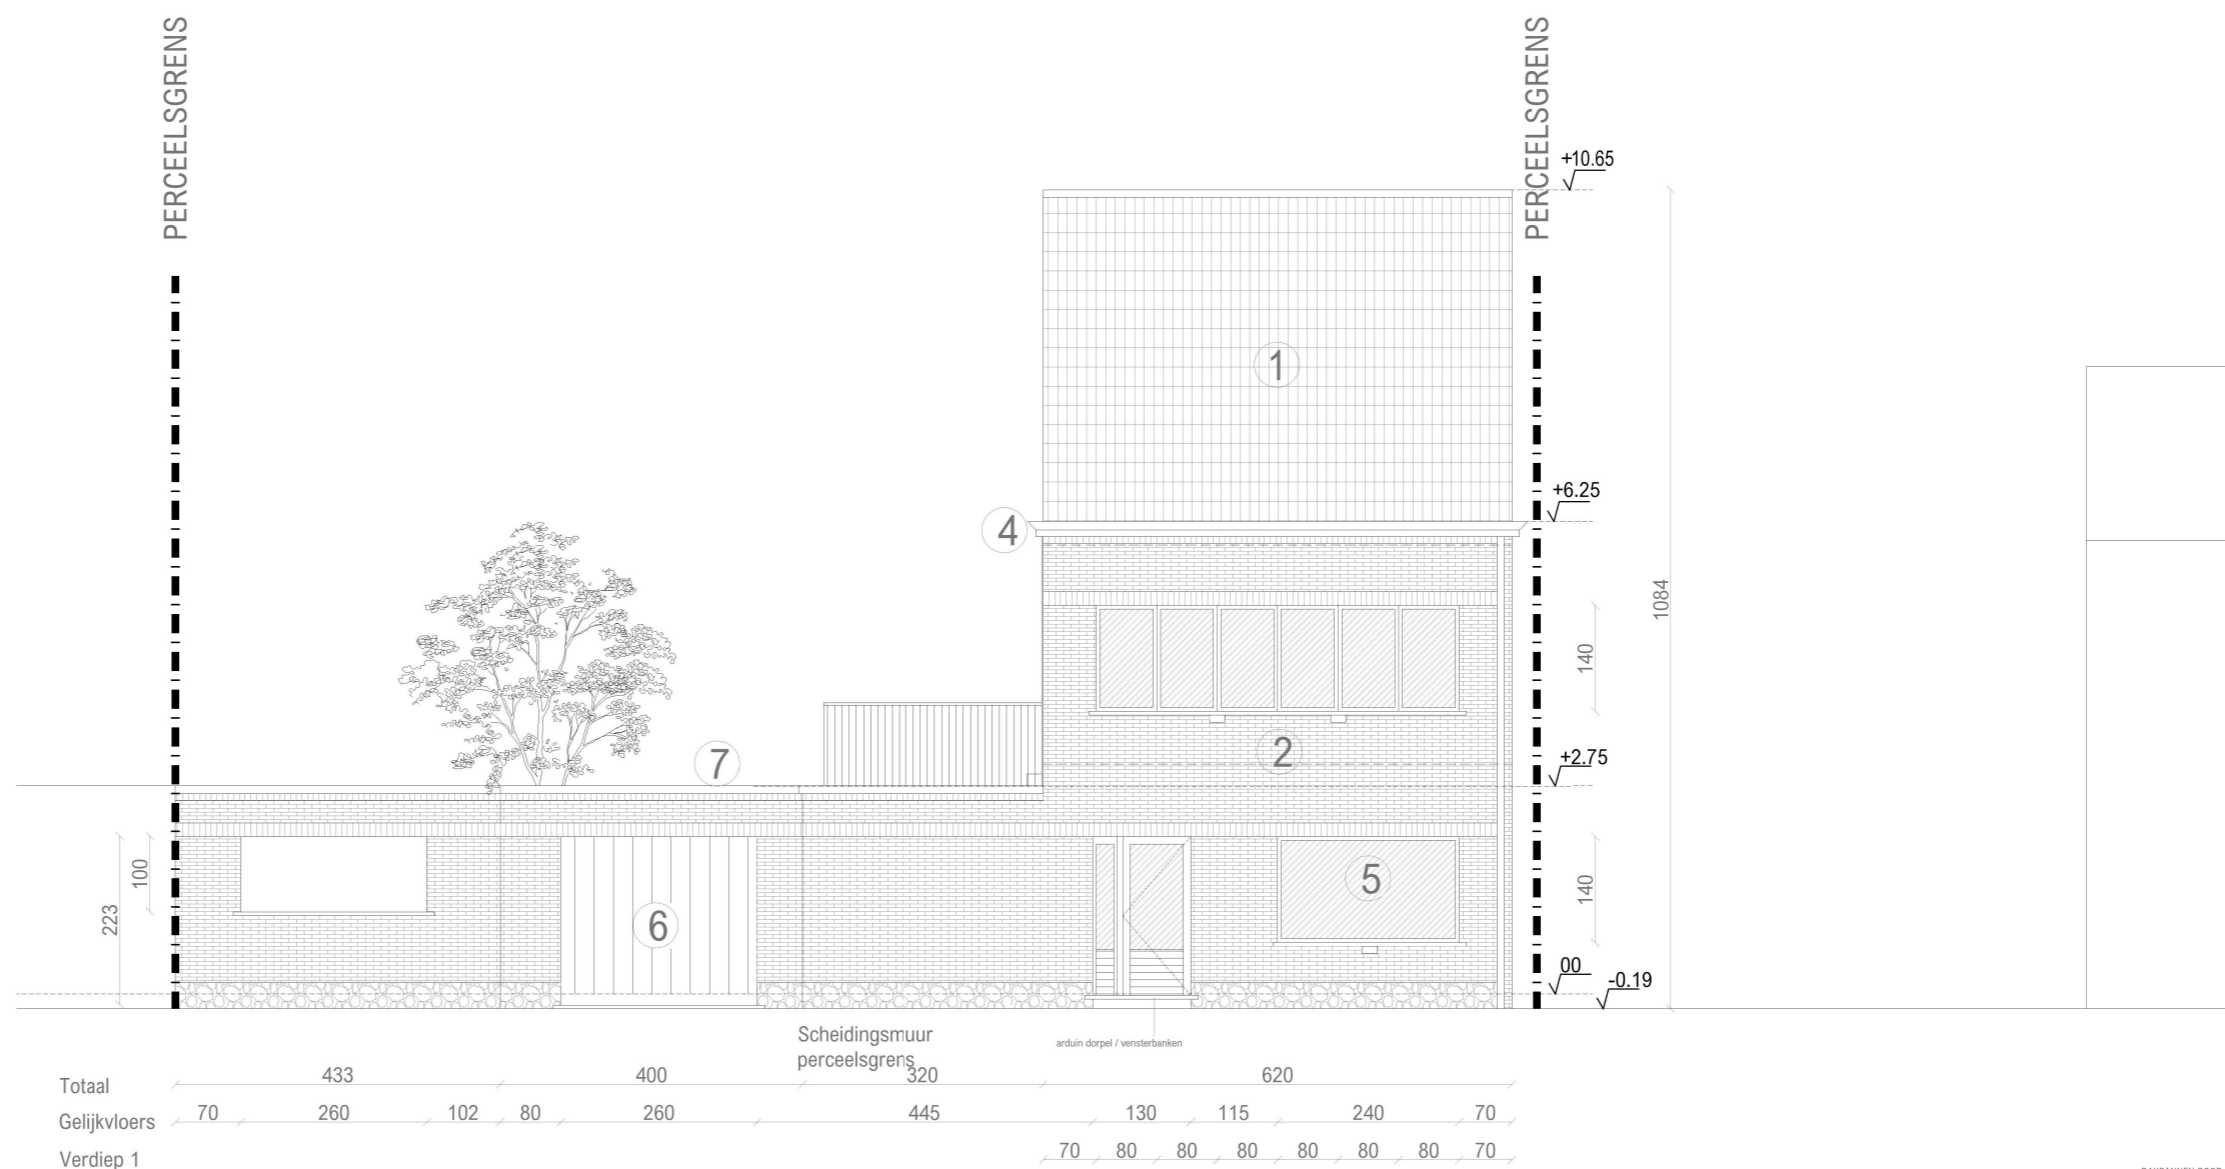 PERCEELSGRENS
PERCEELSGRENS
+10.65
1
+6.25
4
1084
140
2
7
+2.75
100
223
6
5
140
00
-0.19
Scheidingsmuur
perceelsgrens
arduin dorpel / vensterbanken
Totaal 433 400 320 620
Gelijkvloers 70 260 102 80 260 445 130 115 240 70
Verdiep 1 70 80 80 80 80 80 80 70